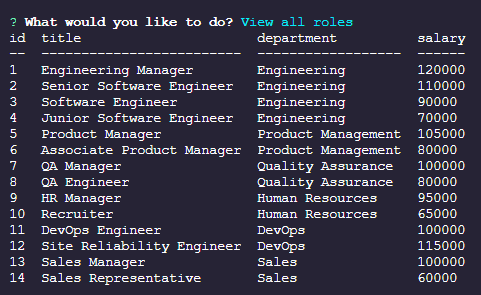 ? What would you like to do? View all roles
id  title                      department          salary
--  -------------------------  ------------------  ------
1   Engineering Manager        Engineering         120000
2   Senior Software Engineer   Engineering         110000
3   Software Engineer          Engineering         90000
4   Junior Software Engineer   Engineering         70000
5   Product Manager            Product Management  105000
6   Associate Product Manager  Product Management  80000
7   QA Manager                 Quality Assurance   100000
8   QA Engineer                Quality Assurance   80000
9   HR Manager                 Human Resources     95000
10  Recruiter                  Human Resources     65000
11  DevOps Engineer            DevOps              100000
12  Site Reliability Engineer  DevOps              115000
13  Sales Manager              Sales               100000
14  Sales Representative       Sales               60000